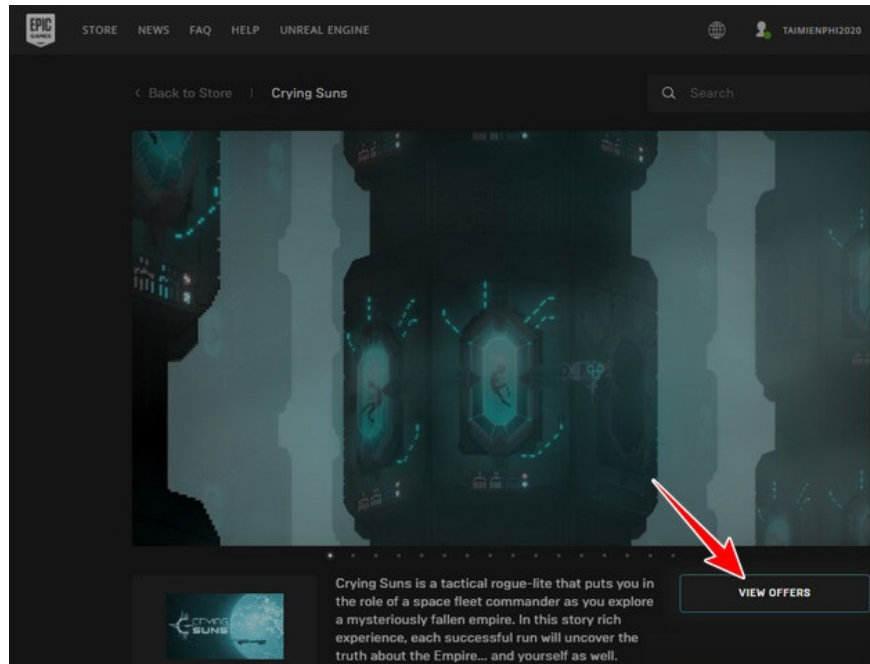 EPIC
GAMES
STORE NEWS FAQ HELP UNREAL ENGINE TAIMIENPHI2020
< Back to Store | Crying Suns
Search
Crying Suns is a tactical rogue-lite that puts you in
the role of a space fleet commander as you explore
a mysteriously fallen empire. In this story rich
experience, each successful run will uncover the
truth about the Empire... and yourself as well.
VIEW OFFERS
CRYING
SUNS